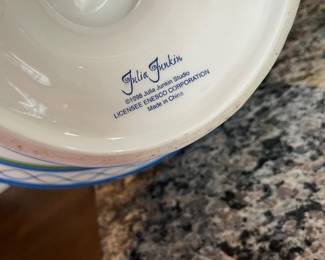 Julia Junkin
©1998 Julia Junkin Studio
LICENSEE ENESCO CORPORATION
Made in China